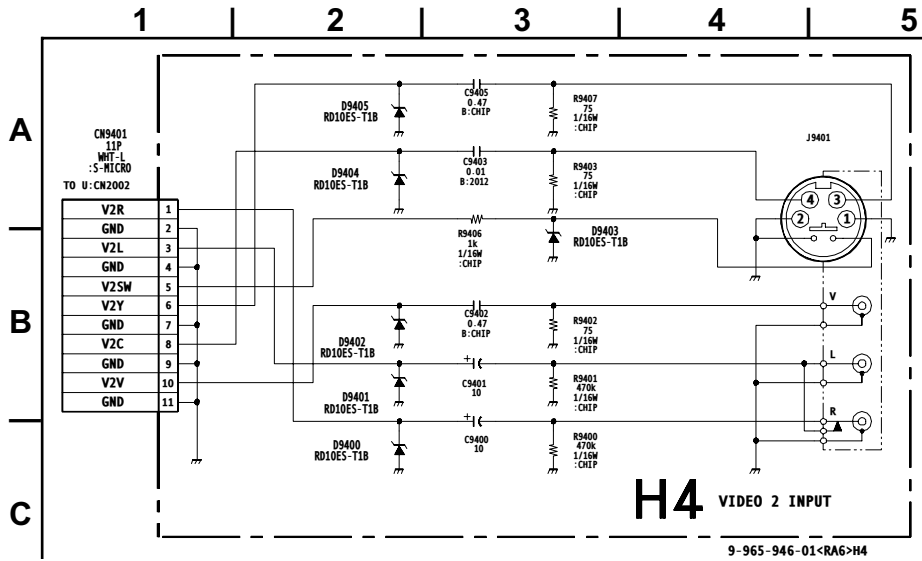 1 2 3 4 5
A
B
C
CN9401
11P
WHT-L
:S-MICRO
TO U:CN2002
V2R 1
GND 2
V2L 3
GND 4
V2SW 5
V2Y 6
GND 7
V2C 8
GND 9
V2V 10
GND 11
D9405
RD10ES-T1B
C9405
0.47
B:CHIP
R9407
75
1/16W
:CHIP
D9404
RD10ES-T1B
C9403
0.01
B:2012
R9403
75
1/16W
:CHIP
R9406
1k
1/16W
:CHIP
D9403
RD10ES-T1B
J9401
4 3
2 1
D9402
RD10ES-T1B
C9402
0.47
B:CHIP
R9402
75
1/16W
:CHIP
V
D9401
RD10ES-T1B
+
C9401
10
R9401
470k
1/16W
:CHIP
L
D9400
RD10ES-T1B
+
C9400
10
R9400
470k
1/16W
:CHIP
R
H4 VIDEO 2 INPUT
9-965-946-01<RA6>H4